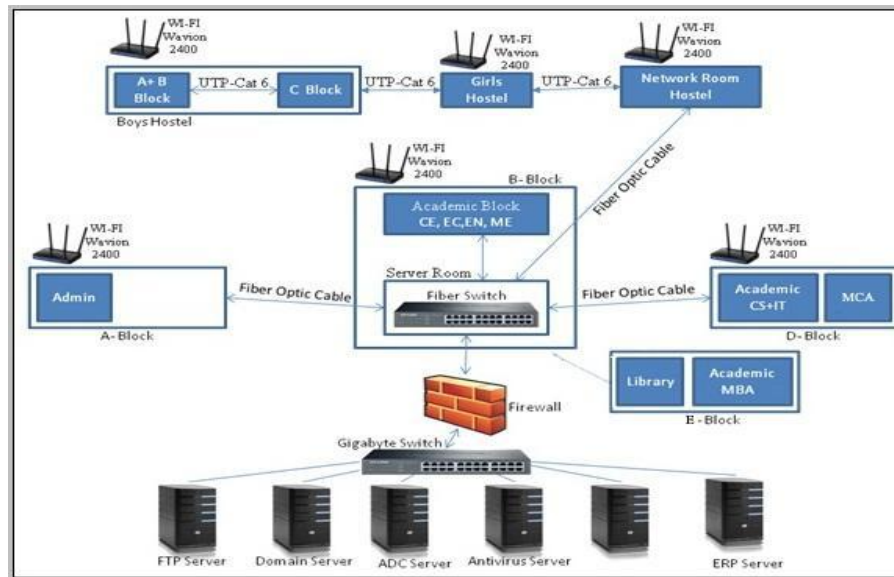 WI-FI
Wavion
2400
WI-FI
Wavion
2400
WI-FI
Wavion
2400
A+B
Block
UTP-Cat 6
C Block
UTP-Cat 6
Girls
Hostel
UTP-Cat 6
Network Room
Hostel
Boys Hostel
WI-FI
Wavion
2400
B-Block
Fiber Optic Cable
Academic Block
CE, EC,EN, ME
WI-FI
Wavion
2400
WI-FI
Wavion
2400
Server Room
Admin
Fiber Optic Cable
Fiber Switch
Fiber Optic Cable
Academic
CS+IT
MCA
A-Block
D-Block
Library
Academic
MBA
Firewall
E-Block
Gigabyte Switch
FTP Server
Domain Server
ADC Server
Antivirus Server
ERP Server